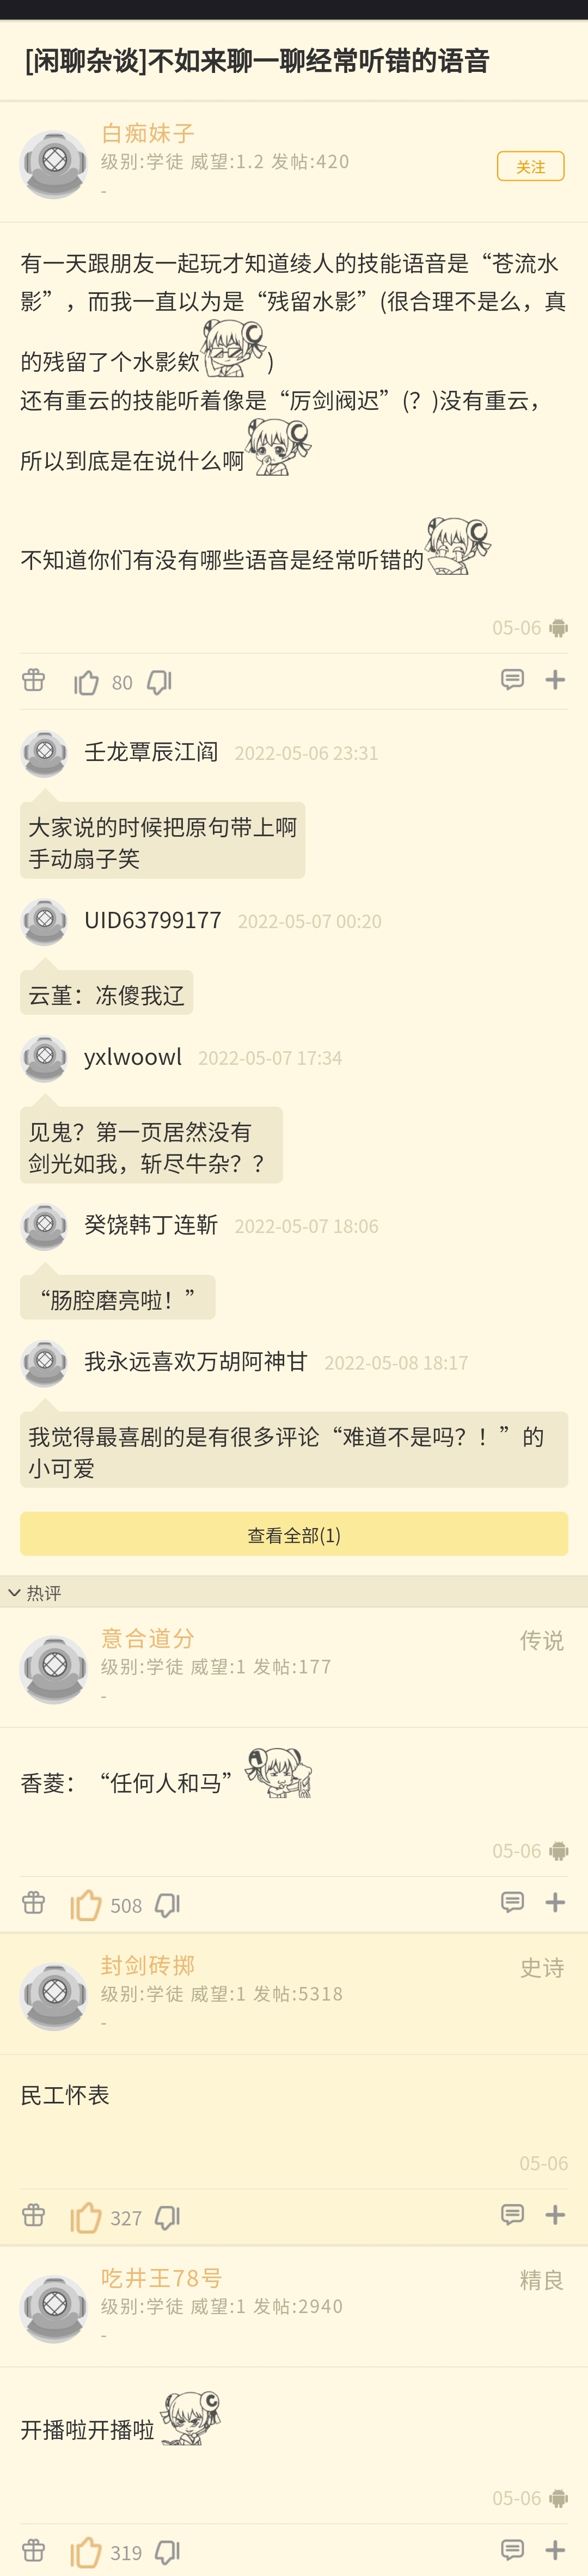 [闲聊杂谈]不如来聊一聊经常听错的语音
白痴妹子
级别:学徒 威望:1.2 发帖:420
-
关注
有一天跟朋友一起玩才知道绫人的技能语音是“苍流水
影”，而我一直以为是“残留水影”(很合理不是么，真
的残留了个水影欸)
还有重云的技能听着像是“厉剑阀迟”(？)没有重云，
所以到底是在说什么啊
不知道你们有没有哪些语音是经常听错的
05-06
80
壬龙覃辰江阎 2022-05-06 23:31
大家说的时候把原句带上啊
手动扇子笑
UID63799177 2022-05-07 00:20
云堇：冻傻我辽
yxlwoowl 2022-05-07 17:34
见鬼？第一页居然没有
剑光如我，斩尽牛杂？？
癸饶韩丁连靳 2022-05-07 18:06
“肠腔磨亮啦！”
我永远喜欢万胡阿神甘 2022-05-08 18:17
我觉得最喜剧的是有很多评论“难道不是吗？！”的
小可爱
查看全部(1)
热评
意合道分
传说
级别:学徒 威望:1 发帖:177
-
香菱：“任何人和马”
05-06
508
封剑砖掷
史诗
级别:学徒 威望:1 发帖:5318
-
民工怀表
05-06
327
吃井王78号
精良
级别:学徒 威望:1 发帖:2940
-
开播啦开播啦
05-06
319